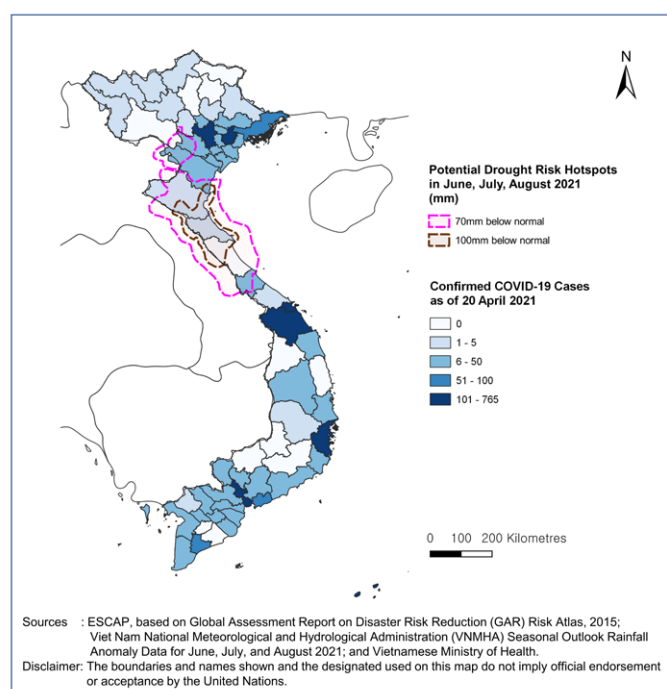 N
Potential Drought Risk Hotspots
in June, July, August 2021
(mm)
70mm below normal
100mm below normal
Confirmed COVID-19 Cases
as of 20 April 2021
0
1 - 5
6 - 50
51 - 100
101 - 765
0 100 200 Kilometres
Sources : ESCAP, based on Global Assessment Report on Disaster Risk Reduction (GAR) Risk Atlas, 2015;
Viet Nam National Meteorological and Hydrological Administration (VNMHA) Seasonal Outlook Rainfall
Anomaly Data for June, July, and August 2021; and Vietnamese Ministry of Health.
Disclaimer: The boundaries and names shown and the designated used on this map do not imply official endorsement
or acceptance by the United Nations.